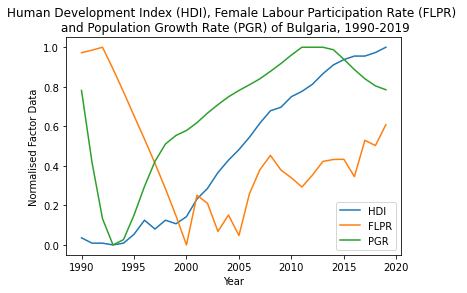 Human Development Index (HDI), Female Labour Participation Rate (FLPR)
and Population Growth Rate (PGR) of Bulgaria, 1990-2019
Normalised Factor Data
1.0
0.8
0.6
0.4
0.2
0.0
HDI
FLPR
PGR
1990
1995
2000
2005
2010
2015
2020
Year